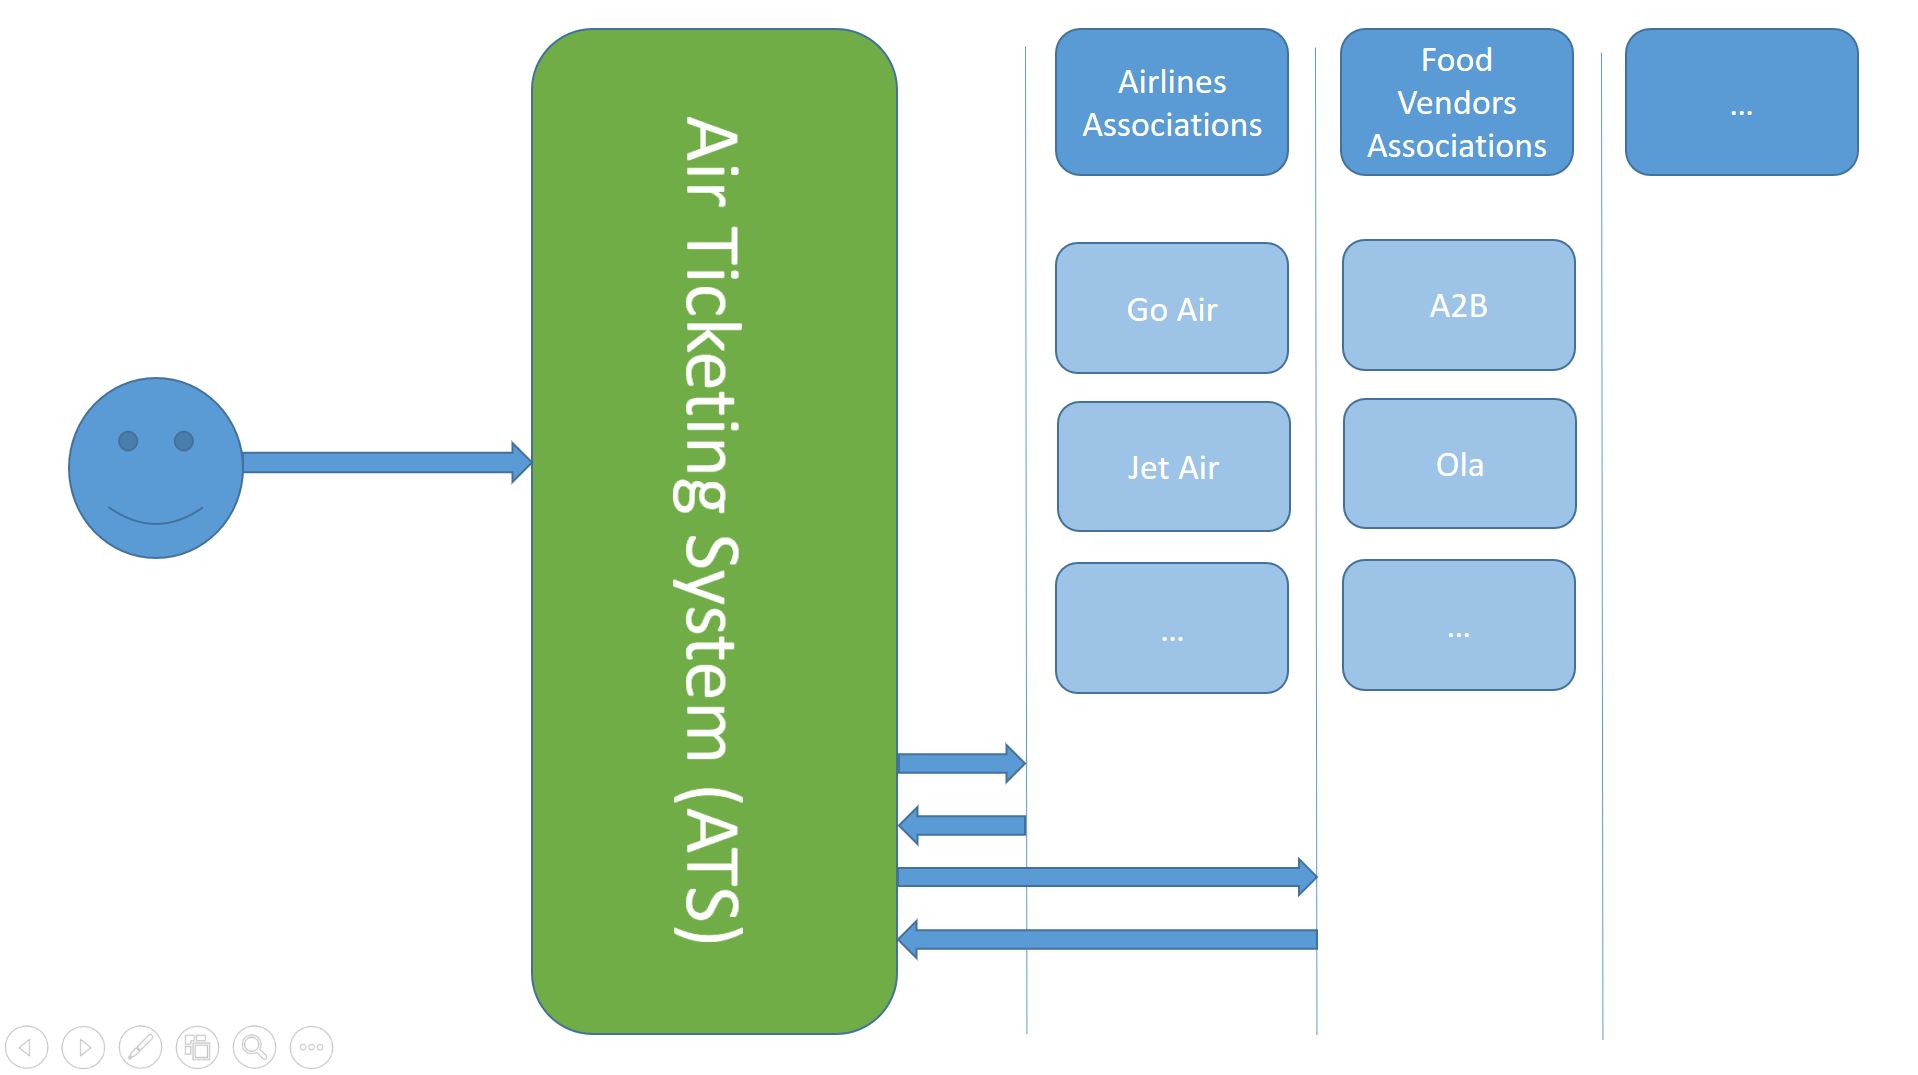 Air Ticketing System (ATS)
Airlines
Associations
Food
Vendors
Associations
...
Go Air
A2B
Jet Air
Ola
...
...